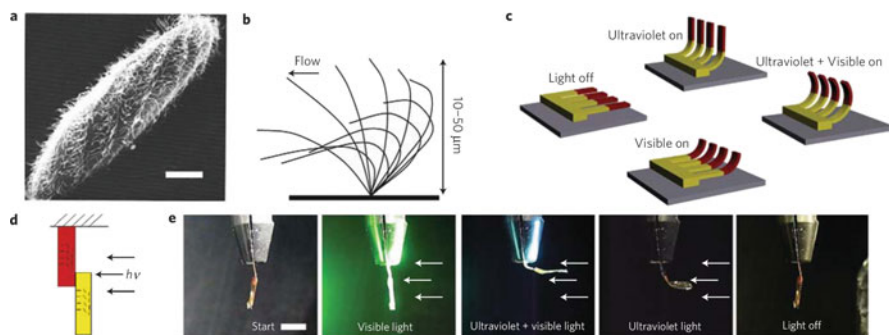 a
b
c
Flow
10–50 μm
Light off
Ultraviolet on
Ultraviolet + Visible on
Visible on
d
hν
e
Start
Visible light
Ultraviolet + visible light
Ultraviolet light
Light off